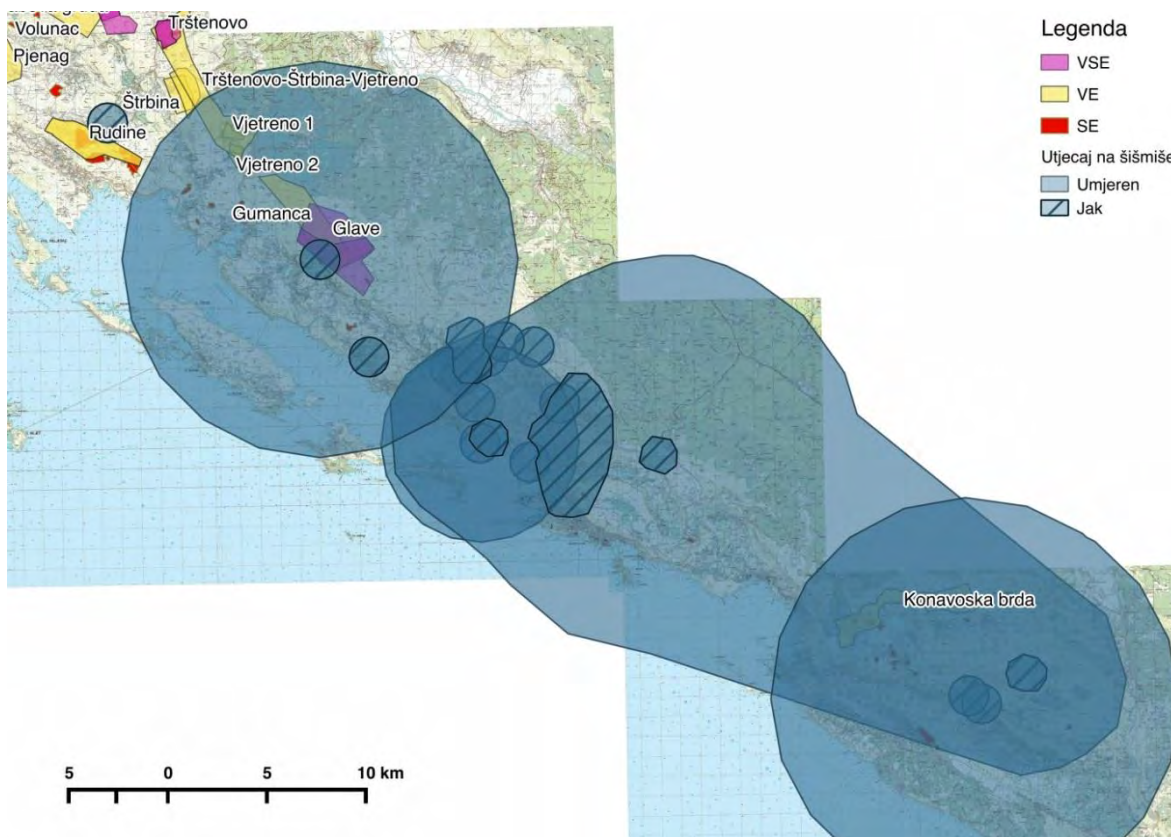 Volunac
Trštenovo
Pjenag
Trštenovo-Štrbina-Vjetreno
Štrbina
Rudine
Vjetreno 1
Vjetreno 2
Gumanca
Glave
Konavoska brda
Legenda
VSE
VE
SE
Utjecaj na šišmiše
Umjeren
Jak
5 0 5 10 km